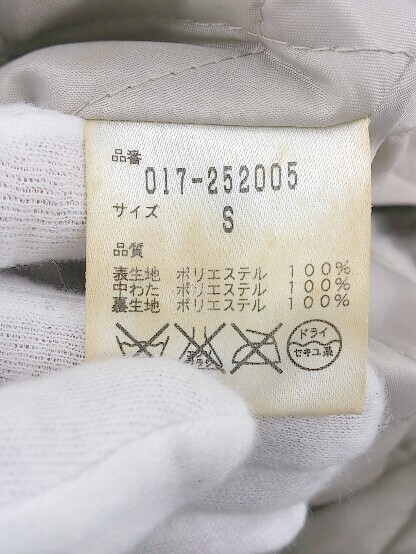 品番
017-252005
サイズ
S
品質
表生地 ポリエステル 100%
中わた ポリエステル 100%
裏生地 ポリエステル 100%
ドライ
セキユ系